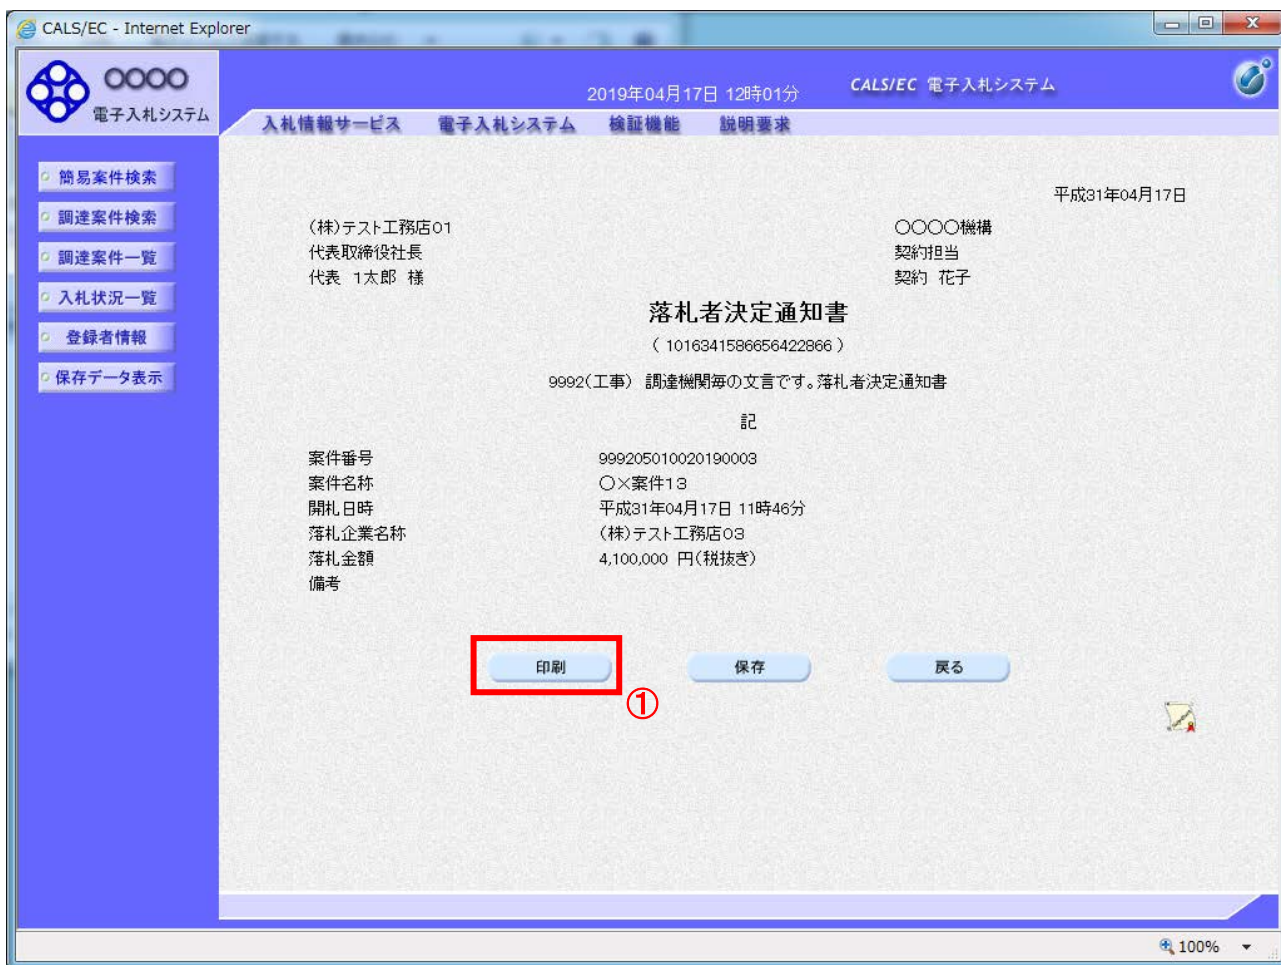 CALS/EC - Internet Explorer
○○○○
電子入札システム
2019年04月17日 12時01分
CALS/EC 電子入札システム
入札情報サービス 電子入札システム 検証機能 説明要求
簡易案件検索
調達案件検索
調達案件一覧
入札状況一覧
登録者情報
保存データ表示
平成31年04月17日
(株)テスト工務店01
代表取締役社長
代表 1太郎 様
○○○○機構
契約担当
契約 花子
落札者決定通知書
( 1016341586656422866 )
9992(工事) 調達機関毎の文言です。落札者決定通知書
記
案件番号 999205010020190003
案件名称 ○×案件13
開札日時 平成31年04月17日 11時46分
落札企業名称 (株)テスト工務店03
落札金額 4,100,000 円(税抜き)
備考
印刷 保存 戻る
①
100%